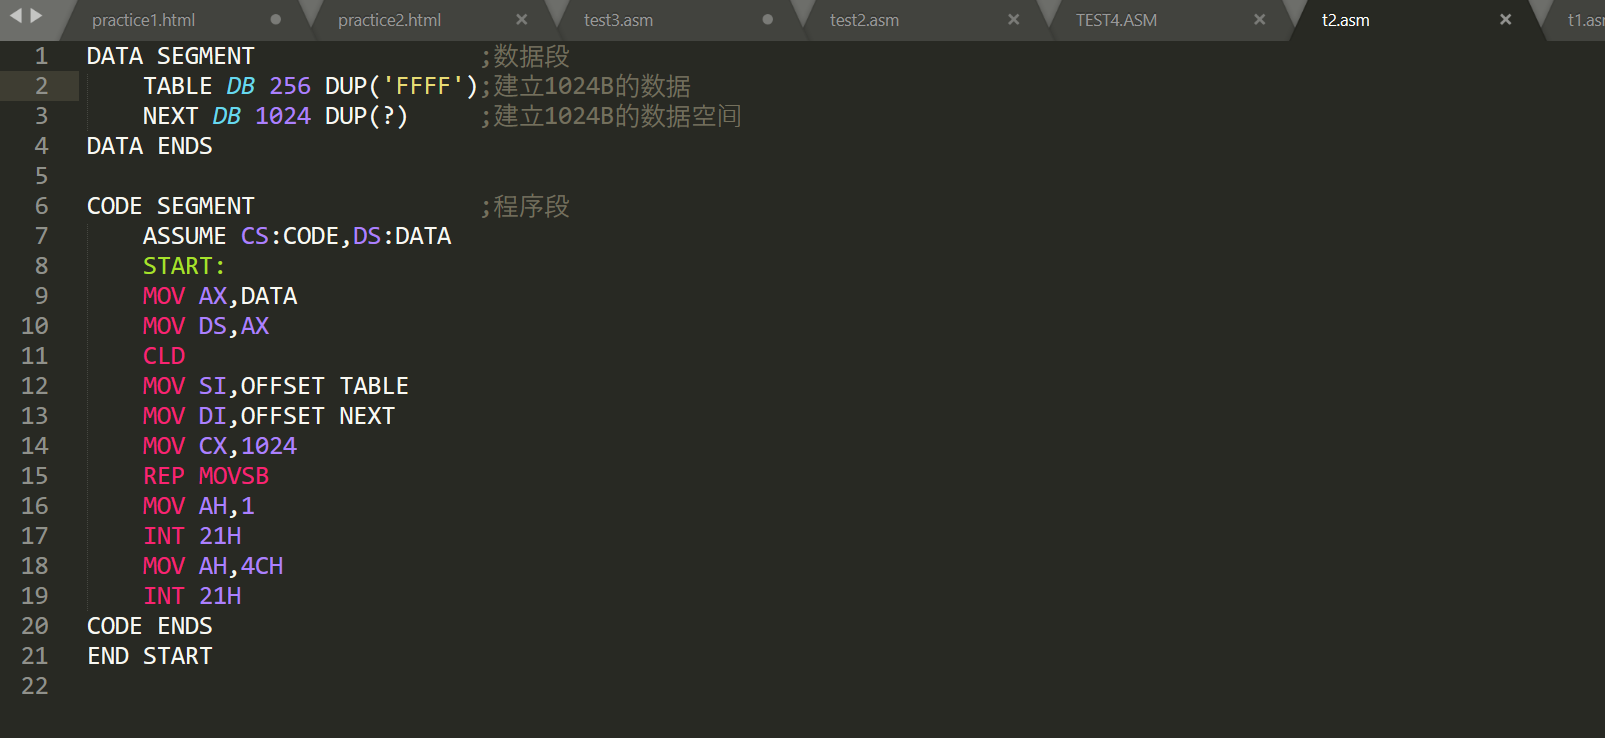 practice1.html practice2.html test3.asm test2.asm TEST4.ASM t2.asm
1 DATA SEGMENT ;数据段
2 TABLE DB 256 DUP('FFFF');建立1024B的数据
3 NEXT DB 1024 DUP(?) ;建立1024B的数据空间
4 DATA ENDS
5
6 CODE SEGMENT ;程序段
7 ASSUME CS:CODE,DS:DATA
8 START:
9 MOV AX,DATA
10 MOV DS,AX
11 CLD
12 MOV SI,OFFSET TABLE
13 MOV DI,OFFSET NEXT
14 MOV CX,1024
15 REP MOVSB
16 MOV AH,1
17 INT 21H
18 MOV AH,4CH
19 INT 21H
20 CODE ENDS
21 END START
22